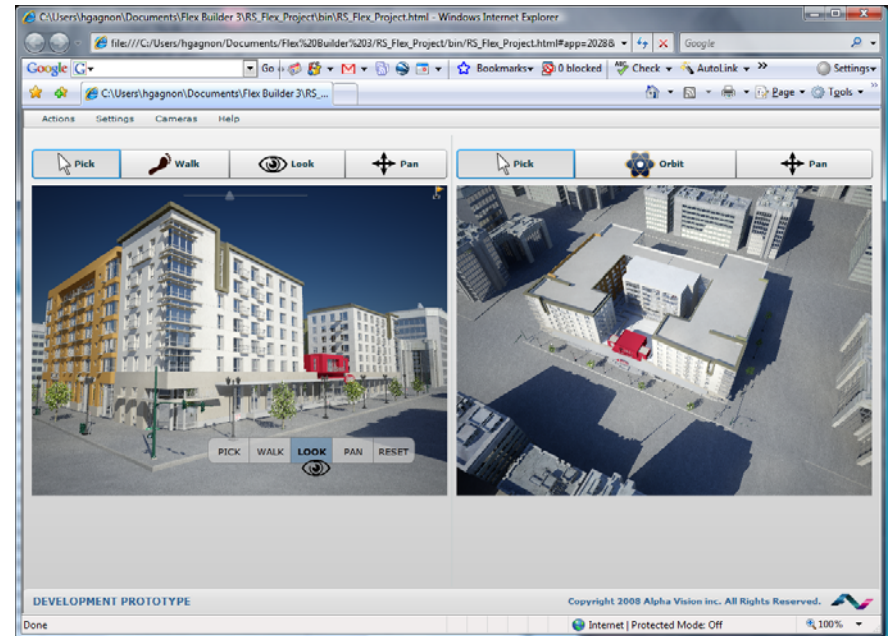 C:\Users\hgagnon\Documents\Flex Builder 3\RS_Flex_Project\bin\RS_Flex_Project.html - Windows Internet Explorer
file:///C:/Users/hgagnon/Documents/Flex%20Builder%203/RS_Flex_Project/bin/RS_Flex_Project.html#app=2028& Google
Google G Go Bookmarks 0 blocked ABC Check AutoLink >> Settings
C:\Users\hgagnon\Documents\Flex Builder 3\RS_... Page Tools >>
Actions Settings Cameras Help
Pick Walk Look Pan Pick Orbit Pan
PICK WALK LOOK PAN RESET
DEVELOPMENT PROTOTYPE Copyright 2008 Alpha Vision inc. All Rights Reserved.
Done Internet | Protected Mode: Off 100%